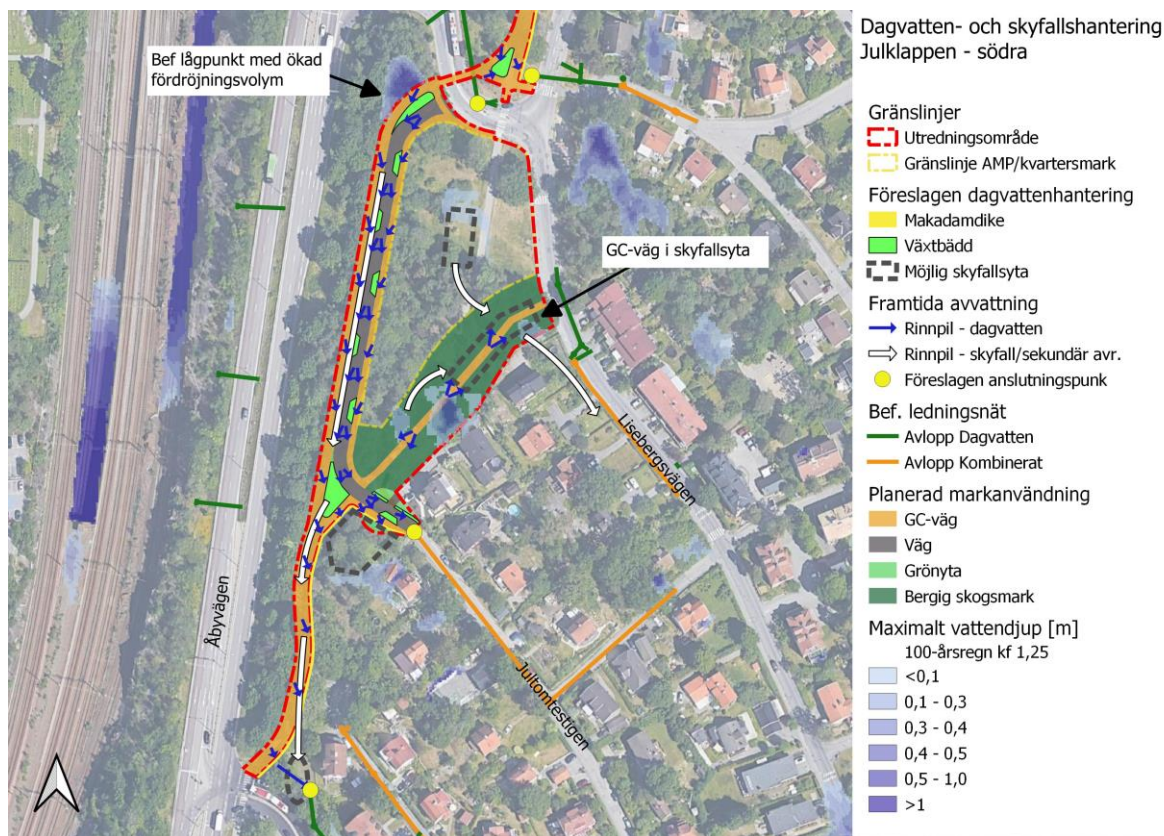 Dagvatten- och skyfallshantering
Julklappen - södra
Bef lågpunkt med ökad
fördröjningsvolym
GC-väg i skyfallsyta
Lisebergsvägen
Åbyvägen
Jultomtestigen
Gränslinjer
Utredningsområde
Gränslinje AMP/kvartersmark
Föreslagen dagvattenhantering
Makadamdike
Växtbädd
Möjlig skyfallsyta
Framtida avvattning
Rinnpil - dagvatten
Rinnpil - skyfall/sekundär avr.
Föreslagen anslutningspunk
Bef. ledningsnät
Avlopp Dagvatten
Avlopp Kombinerat
Planerad markanvändning
GC-väg
Väg
Grönyta
Bergig skogsmark
Maximalt vattendjup [m]
100-årsregn kf 1,25
<0,1
0,1 - 0,3
0,3 - 0,4
0,4 - 0,5
0,5 - 1,0
>1